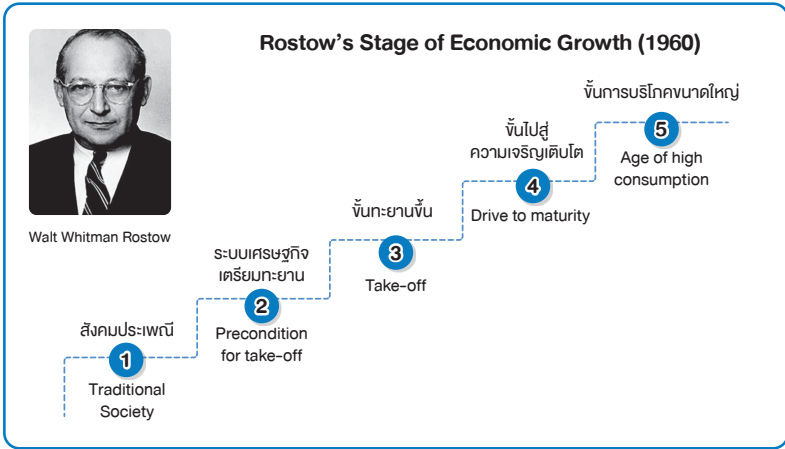 Rostow's Stage of Economic Growth (1960)
Walt Whitman Rostow
สังคมประเพณี
1
Traditional
Society
ระบบเศรษฐกิจ
เตรียมทะยาน
2
Precondition
for take-off
ขั้นทะยานขึ้น
3
Take-off
ขั้นไปสู่
ความเจริญเติบโต
4
Drive to maturity
ขั้นการบริโภคขนาดใหญ่
5
Age of high
consumption